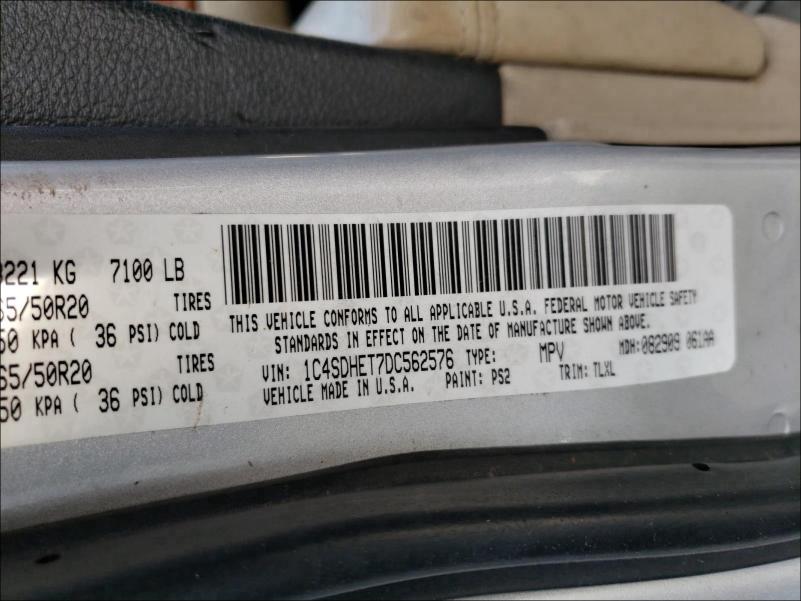 3221 KG 7100 LB
65/50R20 TIRES
50 KPA ( 36 PSI) COLD
65/50R20 TIRES
50 KPA ( 36 PSI) COLD
THIS VEHICLE CONFORMS TO ALL APPLICABLE U.S.A. FEDERAL MOTOR VEHICLE SAFETY
STANDARDS IN EFFECT ON THE DATE OF MANUFACTURE SHOWN ABOVE.
VIN: 1C4SDHET7DC562576 TYPE: MPV MDH: 082909 061AA
VEHICLE MADE IN U.S.A. PAINT: PS2 TRIM: TLXL